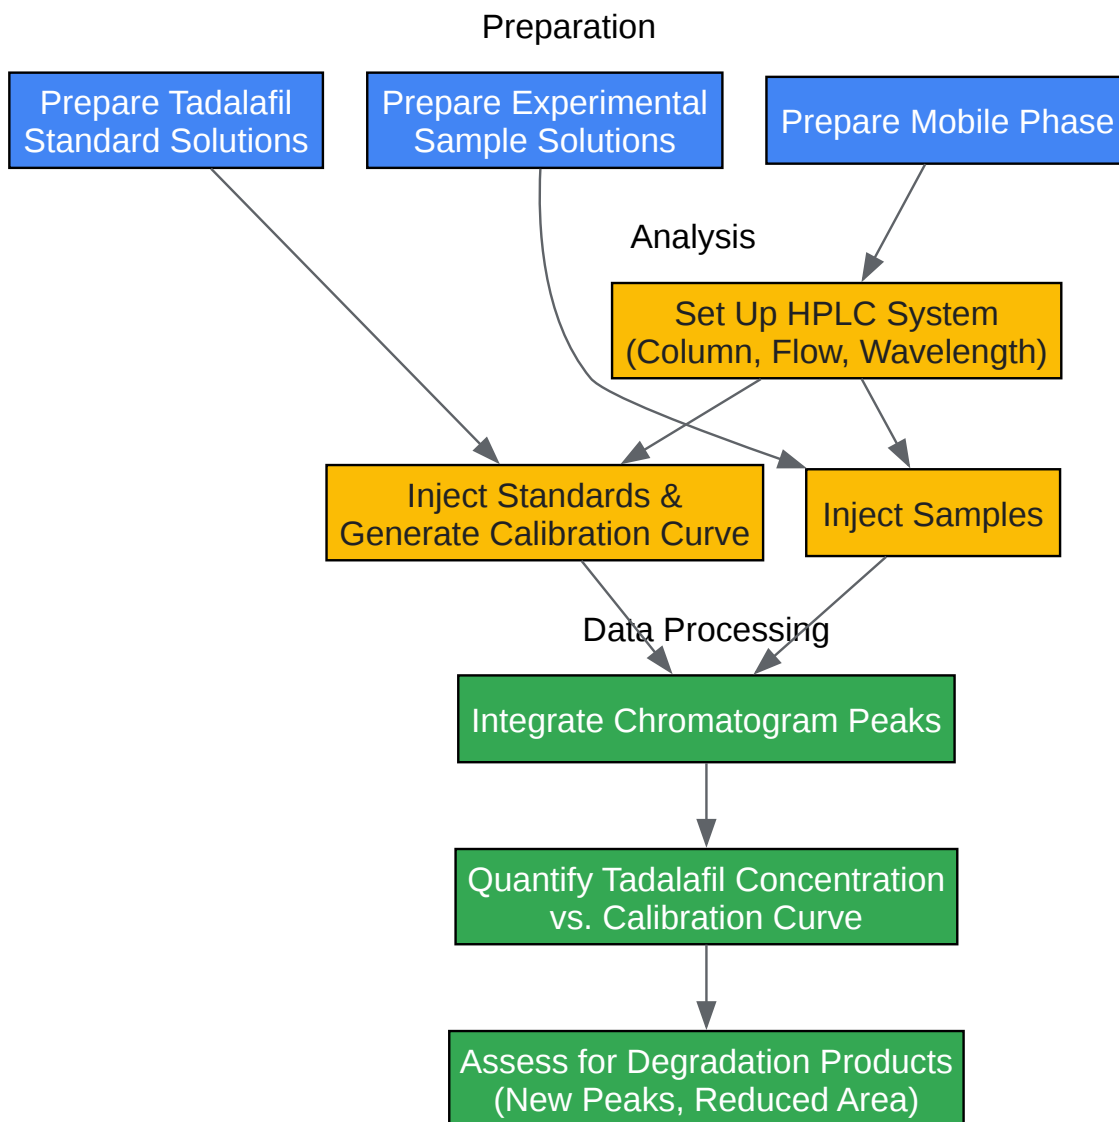 Preparation
Prepare Tadalafil
Standard Solutions
Prepare Experimental
Sample Solutions
Prepare Mobile Phase
Analysis
Set Up HPLC System
(Column, Flow, Wavelength)
Inject Standards &
Generate Calibration Curve
Inject Samples
Data Processing
Integrate Chromatogram Peaks
Quantify Tadalafil Concentration
vs. Calibration Curve
Assess for Degradation Products
(New Peaks, Reduced Area)